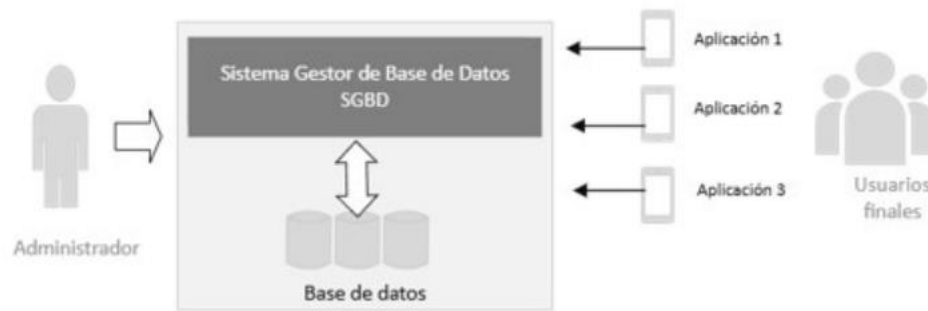 Sistema Gestor de Base de Datos
SGBD
Aplicación 1
Aplicación 2
Aplicación 3
Administrador
Base de datos
Usuarios
finales